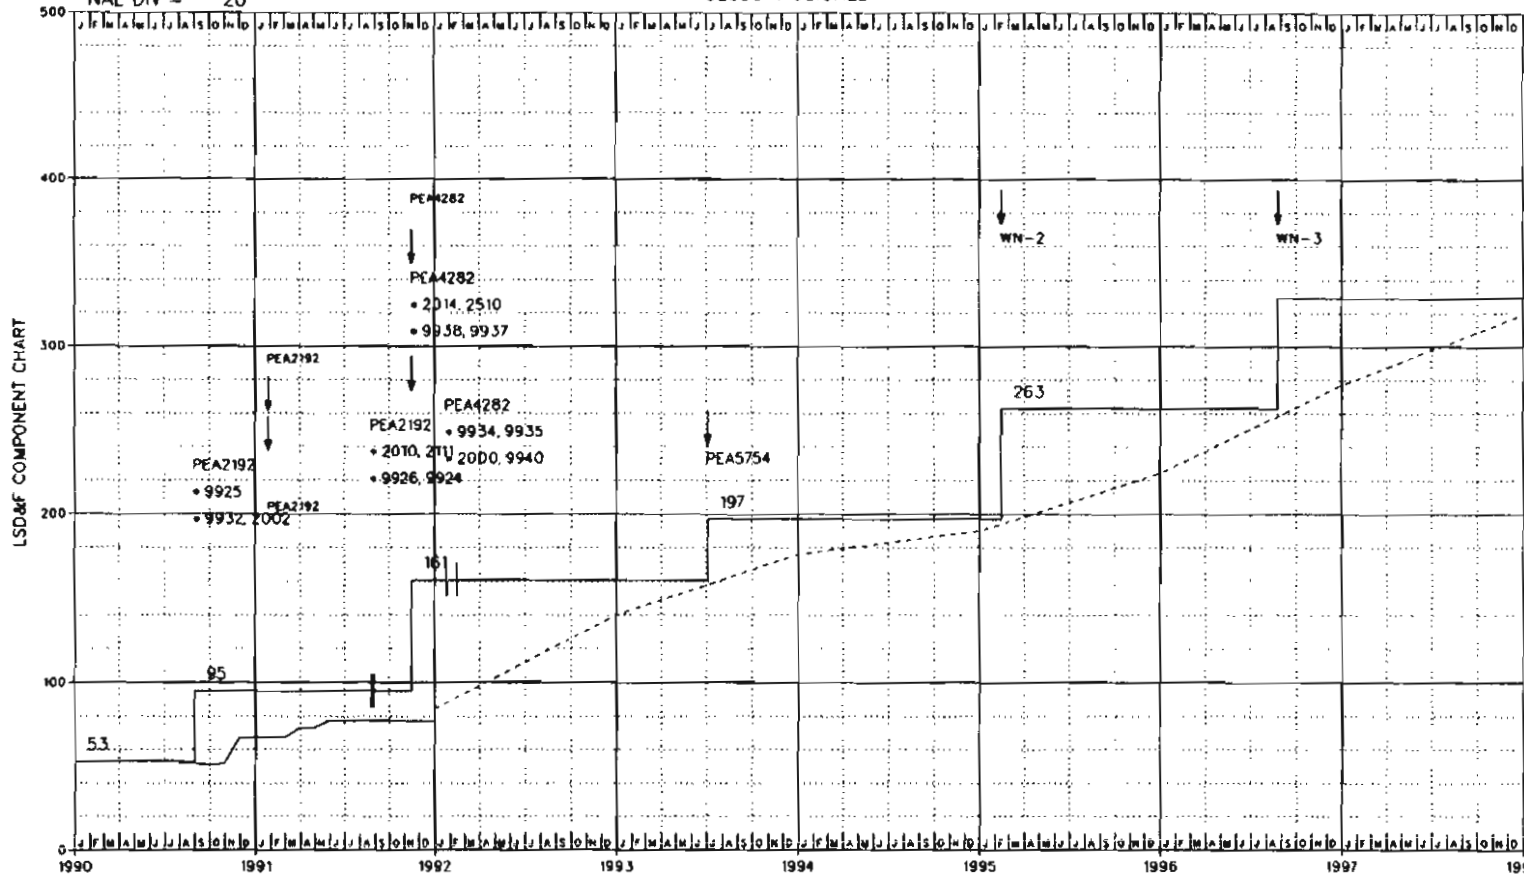 500
J F M A M J J A S O N D J F M A M J J A S O N D J F M A M J J A S O N D J F M A M J J A S O N D J F M A M J J A S O N D J F M A M J J A S O N D J F M A M J J A S O N D J F M A M J J A S O N D
400
PEA4282
WN-2
WN-3
PEA4282
• 2014, 2510
• 9938, 9937
LSD&F COMPONENT CHART
300
PEA2192
263
PEA4282
• 9934, 9935
• 2000, 9940
PEA2192
• 2010, 2111
• 9926, 9924
PEA5754
PEA2192
• 9925
• 9932, 2002
PEA2192
200
197
161
95
100
53
0
J F M A M J J A S O N D J F M A M J J A S O N D J F M A M J J A S O N D J F M A M J J A S O N D J F M A M J J A S O N D J F M A M J J A S O N D J F M A M J J A S O N D J F M A M J J A S O N D
1990 1991 1992 1993 1994 1995 1996 1997